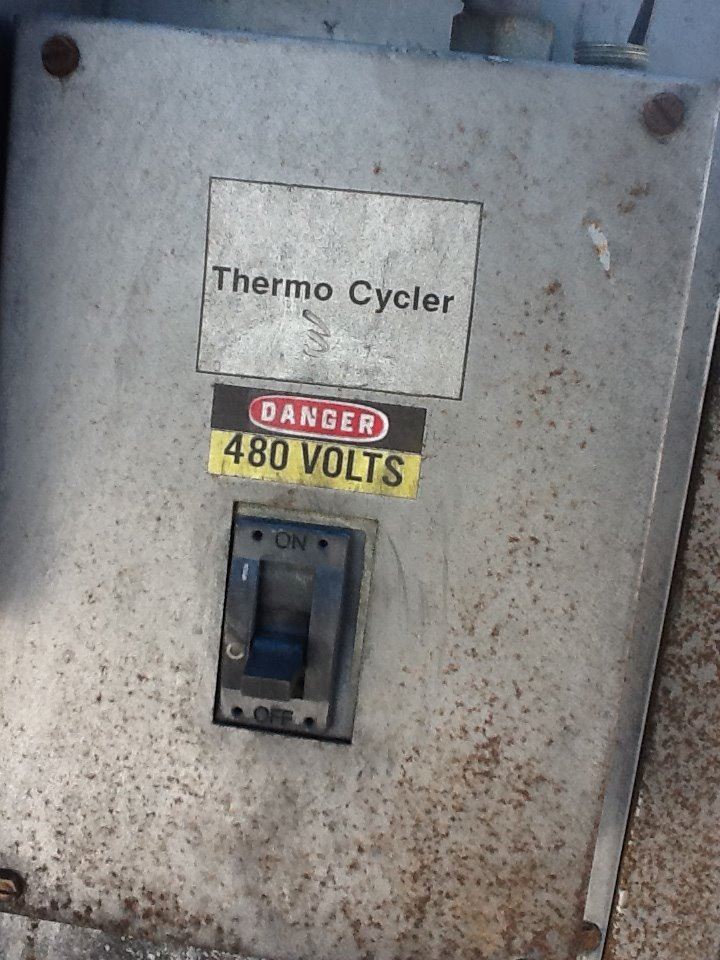 Thermo Cycler
DANGER
480 VOLTS
ON
I
O
OFF